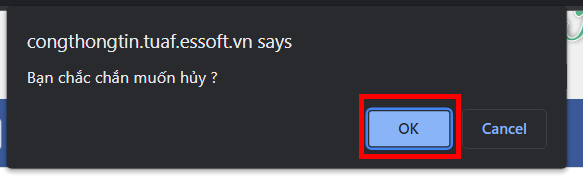 congthongtin.tuaf.essoft.vn says
Bạn chắc chắn muốn hủy ?
OK
Cancel